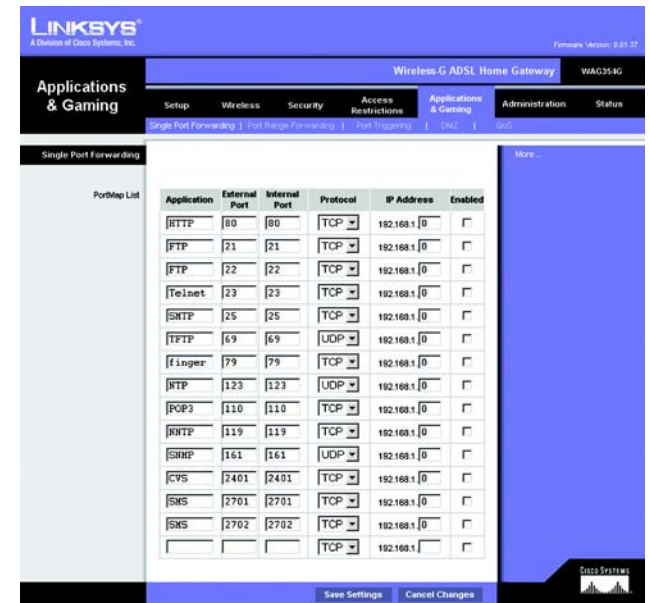 LINKSYS®
A Division of Cisco Systems, Inc.
Firmware Version: 0.01.37
Wireless-G ADSL Home Gateway WAG354G
Applications & Gaming
Setup Wireless Security Access Restrictions Applications & Gaming Administration Status
Single Port Forwarding | Port Range Forwarding | Port Triggering | DMZ | QoS
Single Port Forwarding
More...
PortMap List
Application External Port Internal Port Protocol IP Address Enabled
HTTP 80 80 TCP 192.168.1. 0
FTP 21 21 TCP 192.168.1. 0
FTP 22 22 TCP 192.168.1. 0
Telnet 23 23 TCP 192.168.1. 0
SMTP 25 25 TCP 192.168.1. 0
TFTP 69 69 UDP 192.168.1. 0
finger 79 79 TCP 192.168.1. 0
NTP 123 123 UDP 192.168.1. 0
POP3 110 110 TCP 192.168.1. 0
NNTP 119 119 TCP 192.168.1. 0
SNMP 161 161 UDP 192.168.1. 0
CVS 2401 2401 TCP 192.168.1. 0
SMS 2701 2701 TCP 192.168.1. 0
SMS 2702 2702 TCP 192.168.1. 0
TCP 192.168.1.
Save Settings Cancel Changes
CISCO SYSTEMS